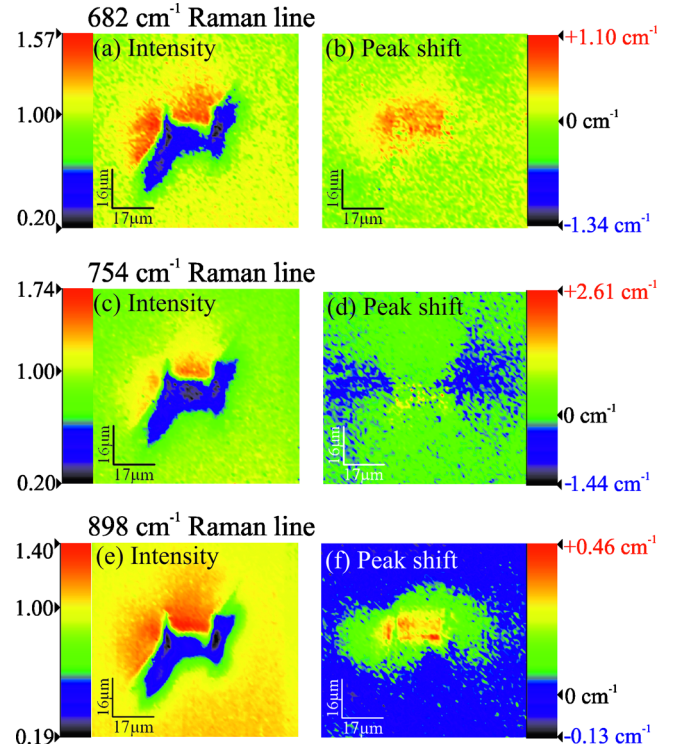 682 cm⁻¹ Raman line
1.57
(a) Intensity
(b) Peak shift
+1.10 cm⁻¹
1.00
0 cm⁻¹
16μm
17μm
16μm
17μm
0.20
-1.34 cm⁻¹
754 cm⁻¹ Raman line
1.74
(c) Intensity
(d) Peak shift
+2.61 cm⁻¹
1.00
0 cm⁻¹
16μm
17μm
16μm
17μm
0.20
-1.44 cm⁻¹
898 cm⁻¹ Raman line
1.40
(e) Intensity
(f) Peak shift
+0.46 cm⁻¹
1.00
0 cm⁻¹
16μm
17μm
16μm
17μm
0.19
-0.13 cm⁻¹